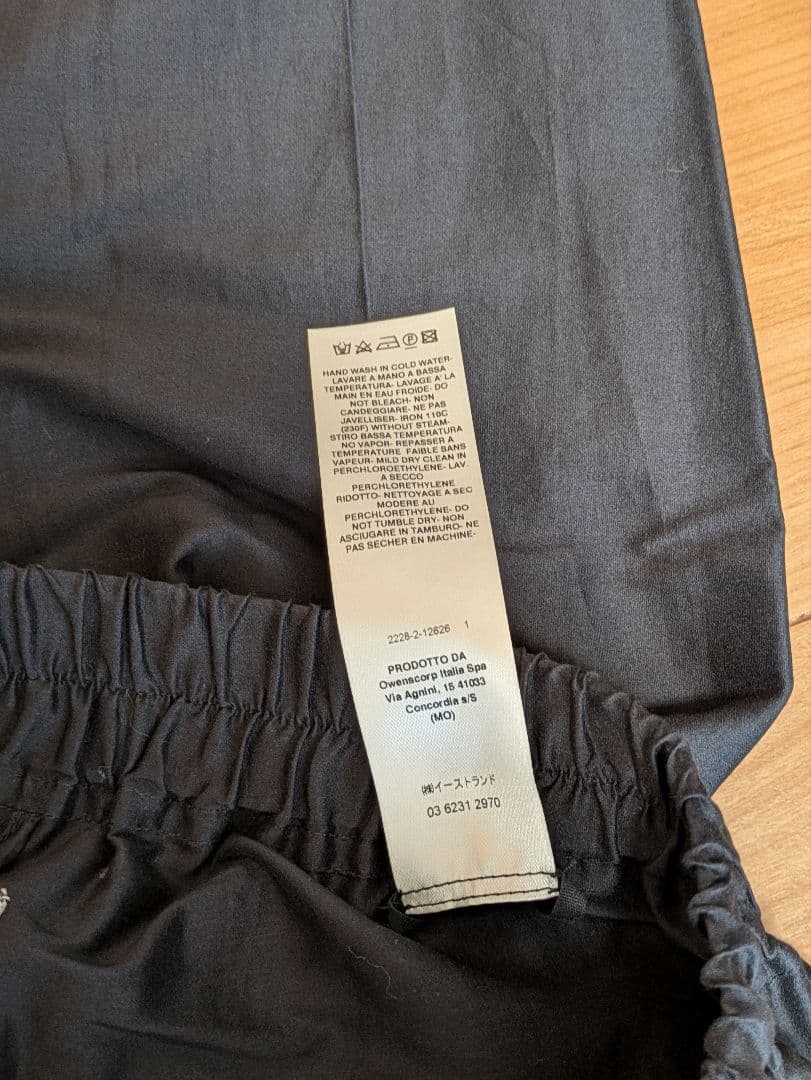 HAND WASH IN COLD WATER-
LAVARE A MANO A BASSA
TEMPERATURA- LAVAGE A' LA
MAIN EN EAU FROIDE- DO
NOT BLEACH- NON
CANDEGGIARE- NE PAS
JAVELLISER- IRON 110C
(230F) WITHOUT STEAM-
STIRO BASSA TEMPERATURA
NO VAPOR- REPASSER A
TEMPERATURE FAIBLE SANS
VAPEUR- MILD DRY CLEAN IN
PERCHLOROETHYLENE- LAV.
A SECCO
PERCHLORETHYLENE
RIDOTTO- NETTOYAGE A SEC
MODERE AU
PERCHLORETHYLENE- DO
NOT TUMBLE DRY- NON
ASCIUGARE IN TAMBURO- NE
PAS SECHER EN MACHINE-
2228-2-12626 1
PRODOTTO DA
Owenscorp Italia Spa
Via Agnini, 15 41033
Concordia s/S
(MO)
㈱イーストランド
03 6231 2970